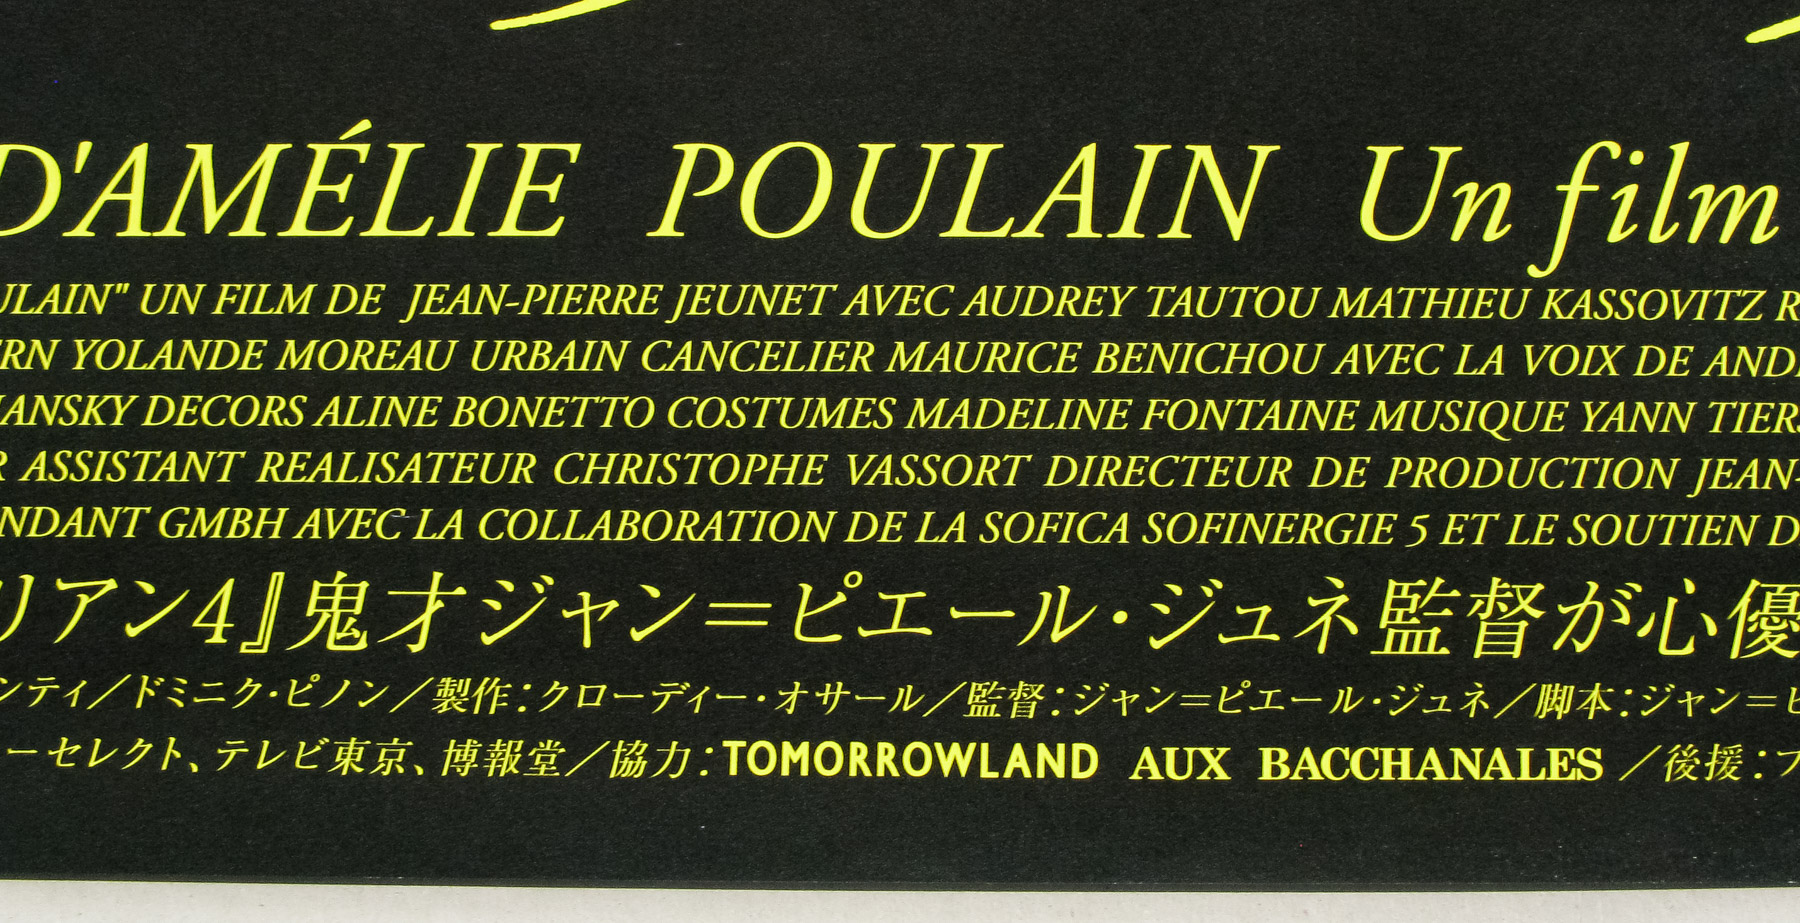 D'AMÉLIE POULAIN Un film
ULAIN" UN FILM DE JEAN-PIERRE JEUNET AVEC AUDREY TAUTOU MATHIEU KASSOVITZ R
ERN YOLANDE MOREAU URBAIN CANCELIER MAURICE BENICHOU AVEC LA VOIX DE AND
ANSKY DECORS ALINE BONETTO COSTUMES MADELINE FONTAINE MUSIQUE YANN TIERS
R ASSISTANT REALISATEUR CHRISTOPHE VASSORT DIRECTEUR DE PRODUCTION JEAN-
NDANT GMBH AVEC LA COLLABORATION DE LA SOFICA SOFINERGIE 5 ET LE SOUTIEN D
リアン4』鬼才ジャン＝ピエール・ジュネ監督が心優
ンティ／ドミニク・ピノン／製作：クローディー・オサール／監督：ジャン＝ピエール・ジュネ／脚本：ジャン＝ピ
ーセレクト、テレビ東京、博報堂／協力：TOMORROWLAND AUX BACCHANALES ／後援：フ